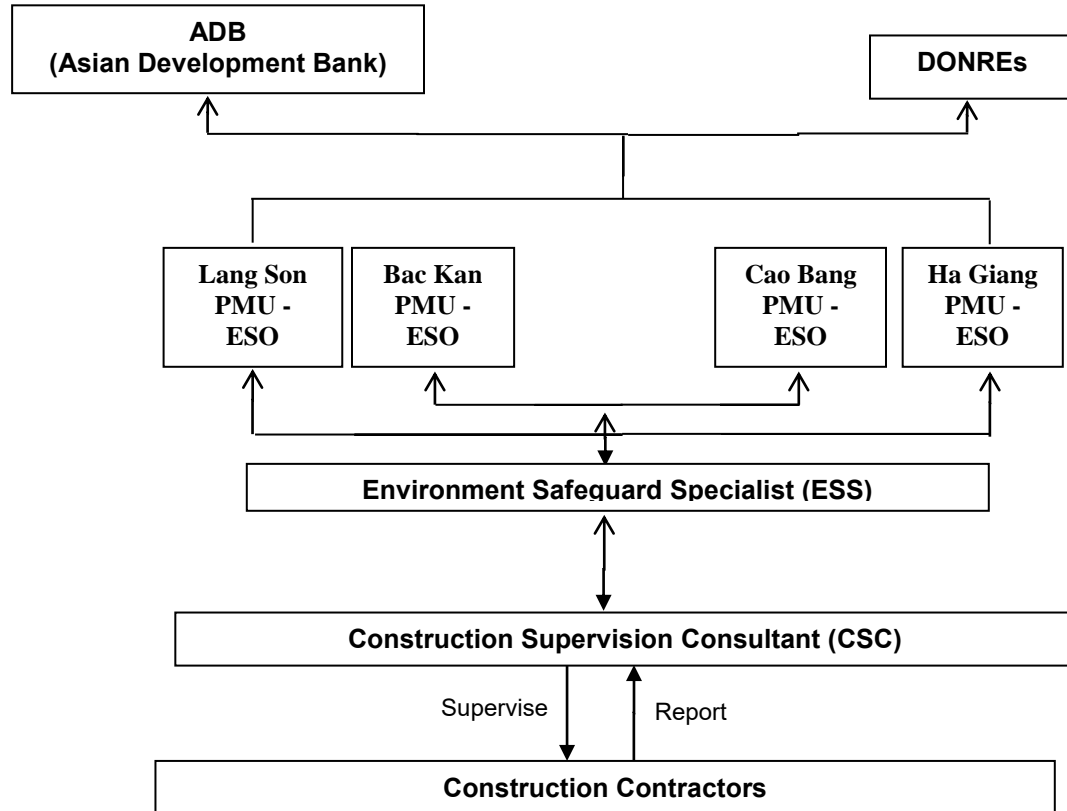 ADB
(Asian Development Bank)
DONREs
Lang Son
PMU -
ESO
Bac Kan
PMU -
ESO
Cao Bang
PMU -
ESO
Ha Giang
PMU -
ESO
Environment Safeguard Specialist (ESS)
Construction Supervision Consultant (CSC)
Supervise
Report
Construction Contractors